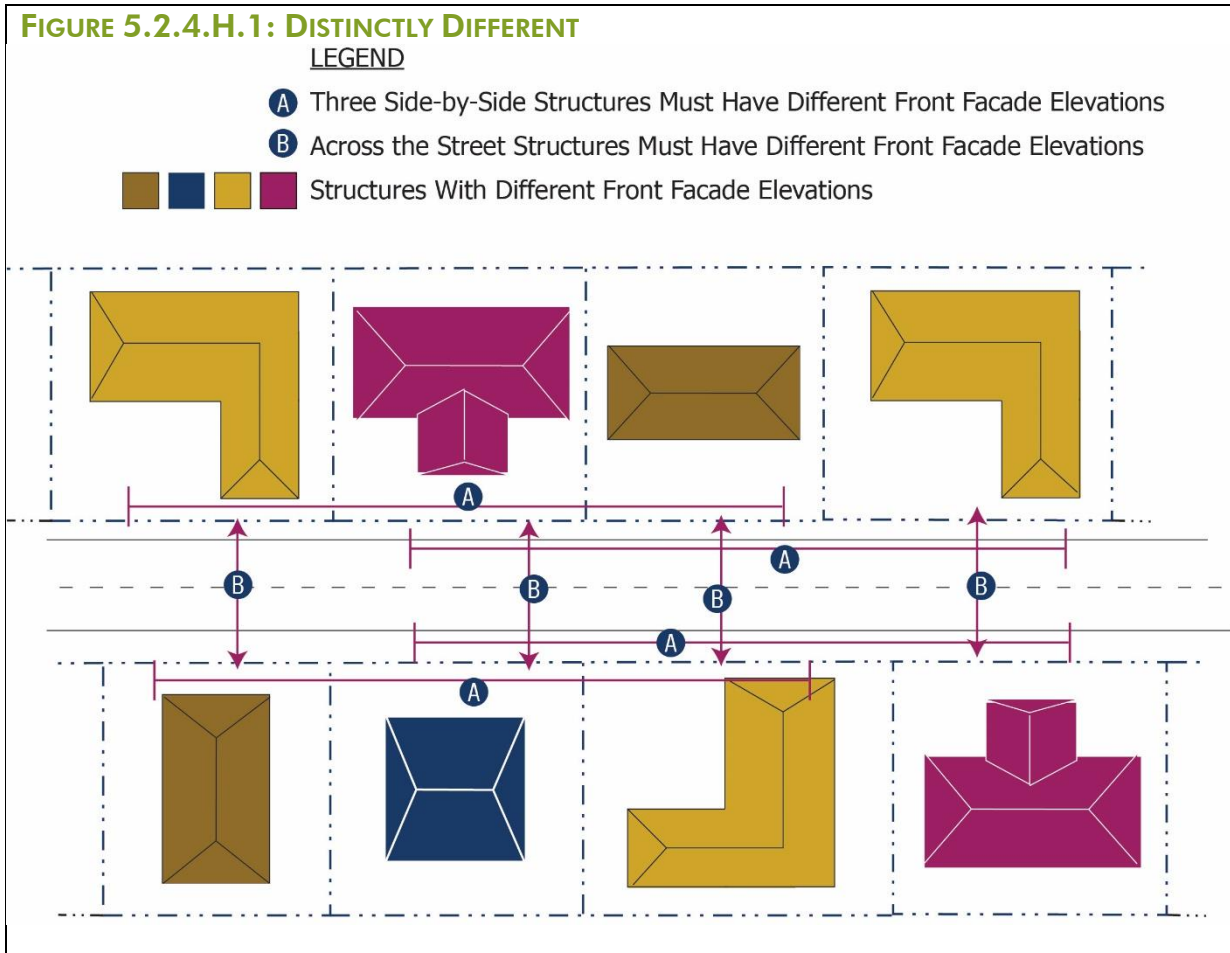 FIGURE 5.2.4.H.1: DISTINCTLY DIFFERENT
LEGEND
A Three Side-by-Side Structures Must Have Different Front Facade Elevations
B Across the Street Structures Must Have Different Front Facade Elevations
Structures With Different Front Facade Elevations
A
A
B
B
B
B
A
A